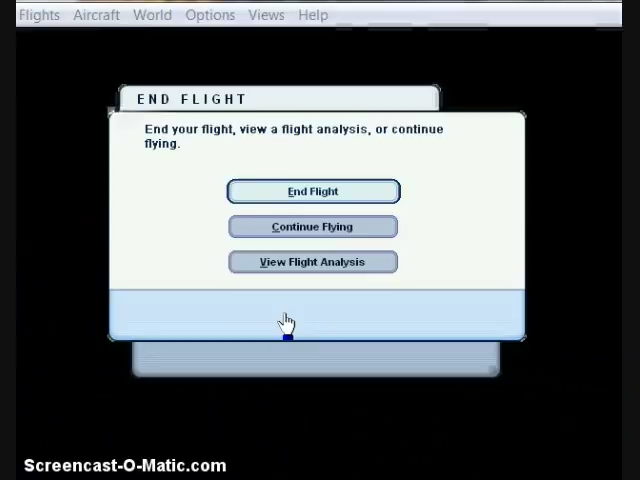 Flights Aircraft World Options Views Help
END FLIGHT
End your flight, view a flight analysis, or continue
flying.
End Flight
Continue Flying
View Flight Analysis
Screencast-O-Matic.com